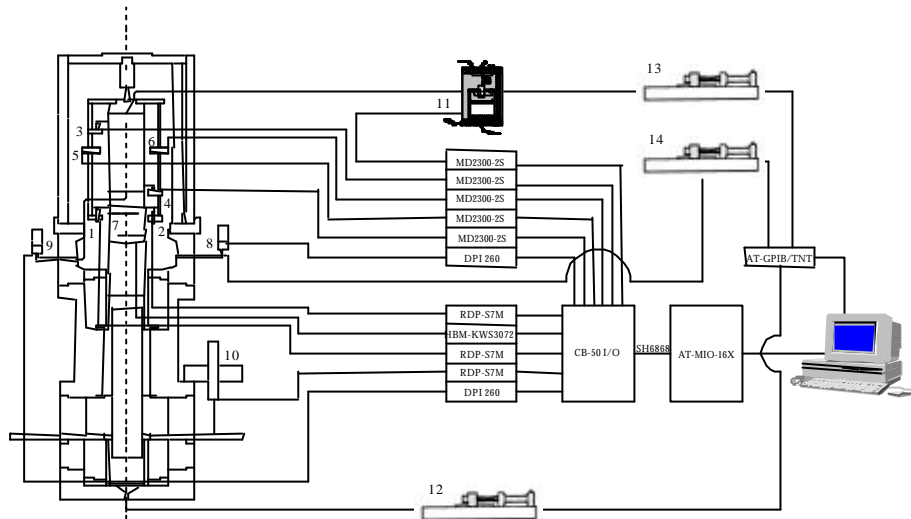 13
11
14
3
6
5
MD2300-2S
MD2300-2S
MD2300-2S
MD2300-2S
MD2300-2S
DPI 260
4
1
7
2
8
9
AT-GPIB/TNT
RDP-S7M
HBM-KWS3072
RDP-S7M
RDP-S7M
DPI 260
CB-50 I/O
SH6868
AT-MIO-16X
10
12